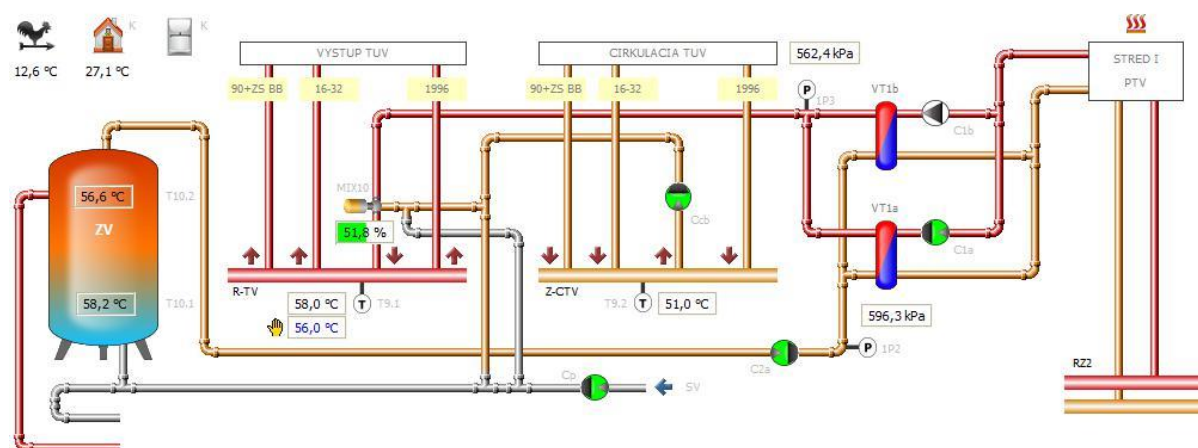 K
K
12,6 °C
27,1 °C
VYSTUP TUV
90+ZS BB
16-32
1996
CIRKULACIA TUV
90+ZS BB
16-32
1996
562,4 kPa
P
1P3
VT1b
C1b
STRED I
PTV
56,6 °C
T10.2
ZV
58,2 °C
T10.1
MIX10
51,8 %
Ccb
VT1a
C1a
R-TV
58,0 °C
T
T9.1
56,0 °C
Z-CTV
T9.2
T
51,0 °C
596,3 kPa
P
1P2
C2a
Cp
SV
RZ2